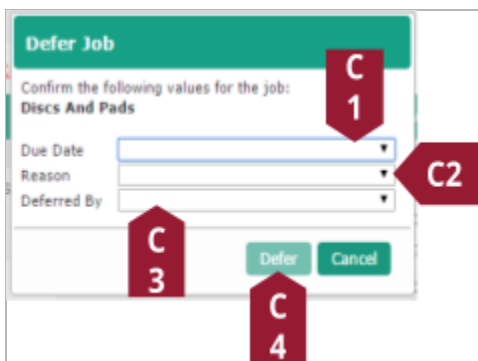 Defer Job
C
1
Confirm the following values for the job:
Discs And Pads
Due Date
Reason
C2
Deferred By
C
3
Defer
Cancel
C
4